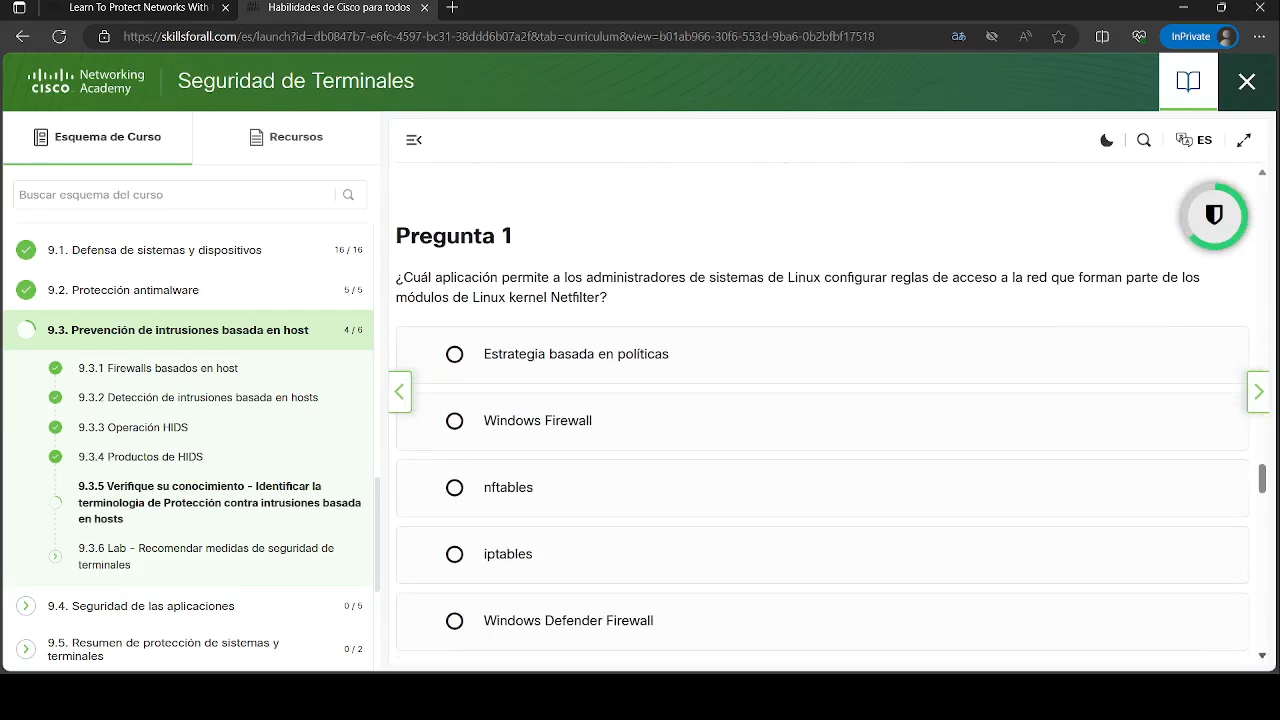 Learn To Protect Networks With
Habilidades de Cisco para todos
https://skillsforall.com/es/launch?id=db0847b7-e6fc-4597-bc31-38ddd6b07a2f&tab=curriculum&view=b01ab966-30f6-553d-9ba6-0b2bfbf17518
InPrivate
CISCO
Networking
Academy
Seguridad de Terminales
Esquema de Curso
Recursos
ES
Buscar esquema del curso
9.1. Defensa de sistemas y dispositivos 16 / 16
9.2. Protección antimalware 5 / 5
9.3. Prevención de intrusiones basada en host 4 / 6
9.3.1 Firewalls basados en host
9.3.2 Detección de intrusiones basada en hosts
9.3.3 Operación HIDS
9.3.4 Productos de HIDS
9.3.5 Verifique su conocimiento - Identificar la
terminología de Protección contra intrusiones basada
en hosts
9.3.6 Lab - Recomendar medidas de seguridad de
terminales
9.4. Seguridad de las aplicaciones 0 / 5
9.5. Resumen de protección de sistemas y
terminales 0 / 2
Pregunta 1
¿Cuál aplicación permite a los administradores de sistemas de Linux configurar reglas de acceso a la red que forman parte de los
módulos de Linux kernel Netfilter?
Estrategia basada en políticas
Windows Firewall
nftables
iptables
Windows Defender Firewall